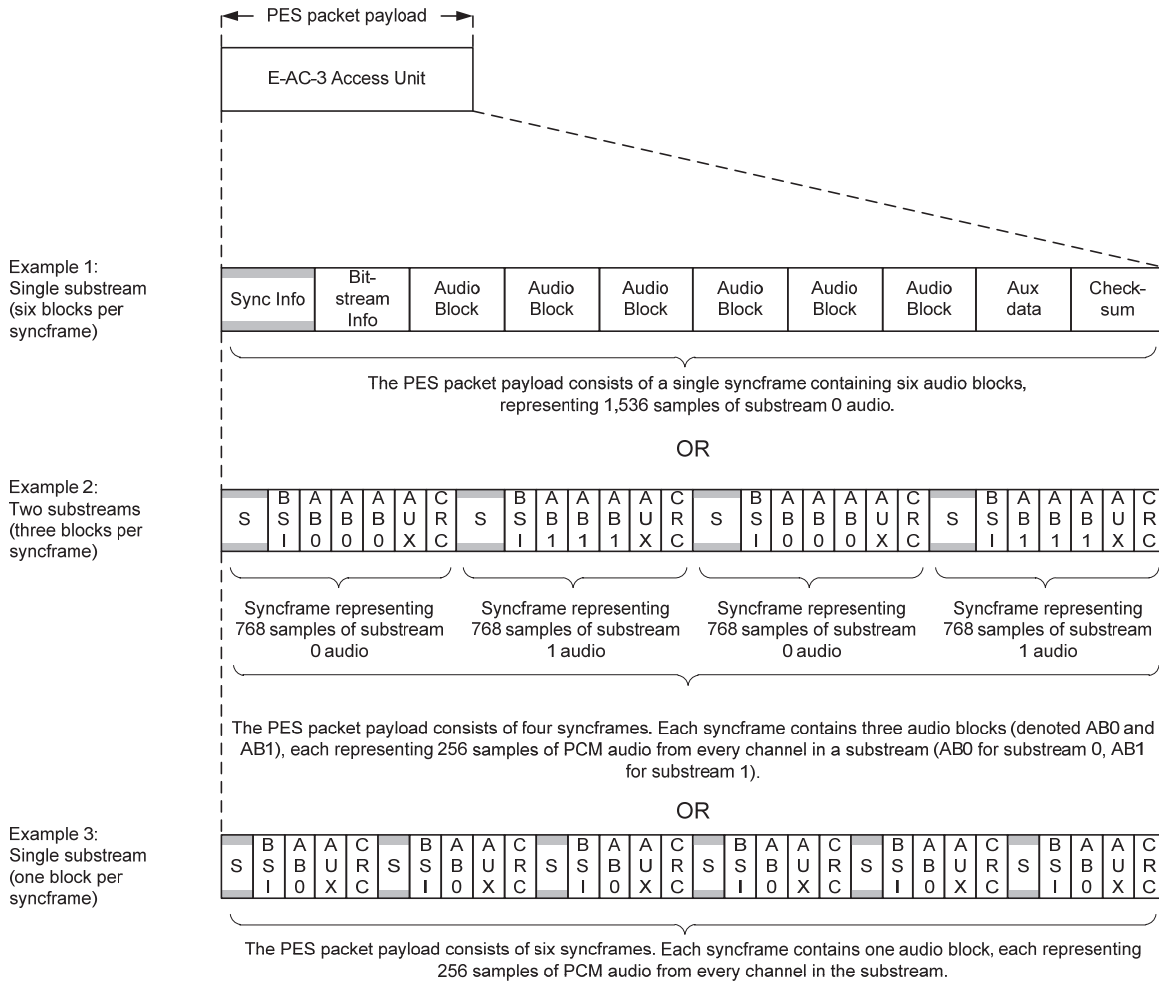 PES packet payload
E-AC-3 Access Unit
Example 1:
Single substream
(six blocks per
syncframe)
Sync Info
Bit-
stream
Info
Audio
Block
Audio
Block
Audio
Block
Audio
Block
Audio
Block
Audio
Block
Aux
data
Check-
sum
The PES packet payload consists of a single syncframe containing six audio blocks,
representing 1,536 samples of substream 0 audio.
OR
Example 2:
Two substreams
(three blocks per
syncframe)
S
BSI
AB0
AB0
AB0
AUX
CRC
S
BSI
AB1
AB1
AB1
AUX
CRC
S
BSI
AB0
AB0
AB0
AUX
CRC
S
BSI
AB1
AB1
AB1
AUX
CRC
Syncframe representing
768 samples of substream
0 audio
Syncframe representing
768 samples of substream
1 audio
Syncframe representing
768 samples of substream
0 audio
Syncframe representing
768 samples of substream
1 audio
The PES packet payload consists of four syncframes. Each syncframe contains three audio blocks (denoted AB0 and
AB1), each representing 256 samples of PCM audio from every channel in a substream (AB0 for substream 0, AB1
for substream 1).
OR
Example 3:
Single substream
(one block per
syncframe)
S
BSI
AB0
AUX
CRC
S
BSI
AB0
AUX
CRC
S
BSI
AB0
AUX
CRC
S
BSI
AB0
AUX
CRC
S
BSI
AB0
AUX
CRC
S
BSI
AB0
AUX
CRC
The PES packet payload consists of six syncframes. Each syncframe contains one audio block, each representing
256 samples of PCM audio from every channel in the substream.